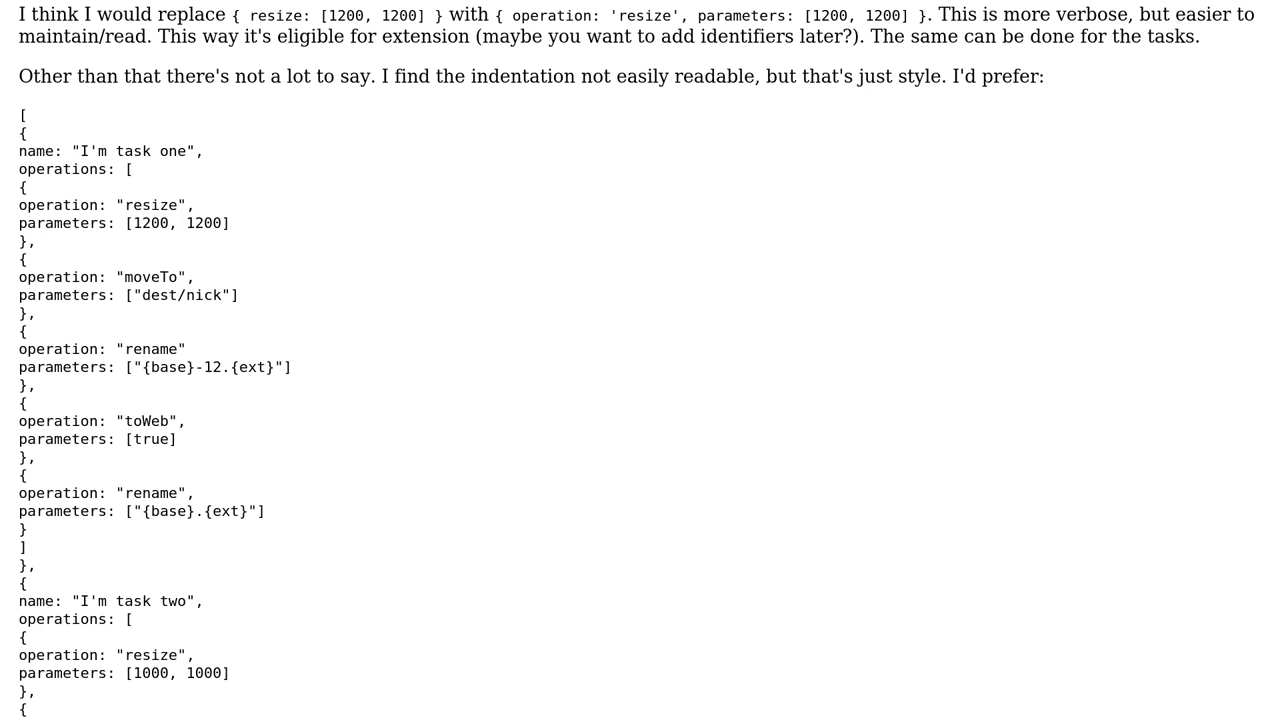 I think I would replace { resize: [1200, 1200] } with { operation: 'resize', parameters: [1200, 1200] }. This is more verbose, but easier to
maintain/read. This way it's eligible for extension (maybe you want to add identifiers later?). The same can be done for the tasks.
Other than that there's not a lot to say. I find the indentation not easily readable, but that's just style. I'd prefer:
[
{
name: "I'm task one",
operations: [
{
operation: "resize",
parameters: [1200, 1200]
},
{
operation: "moveTo",
parameters: ["dest/nick"]
},
{
operation: "rename"
parameters: ["{base}-12.{ext}"]
},
{
operation: "toWeb",
parameters: [true]
},
{
operation: "rename",
parameters: ["{base}.{ext}"]
}
]
},
{
name: "I'm task two",
operations: [
{
operation: "resize",
parameters: [1000, 1000]
},
{